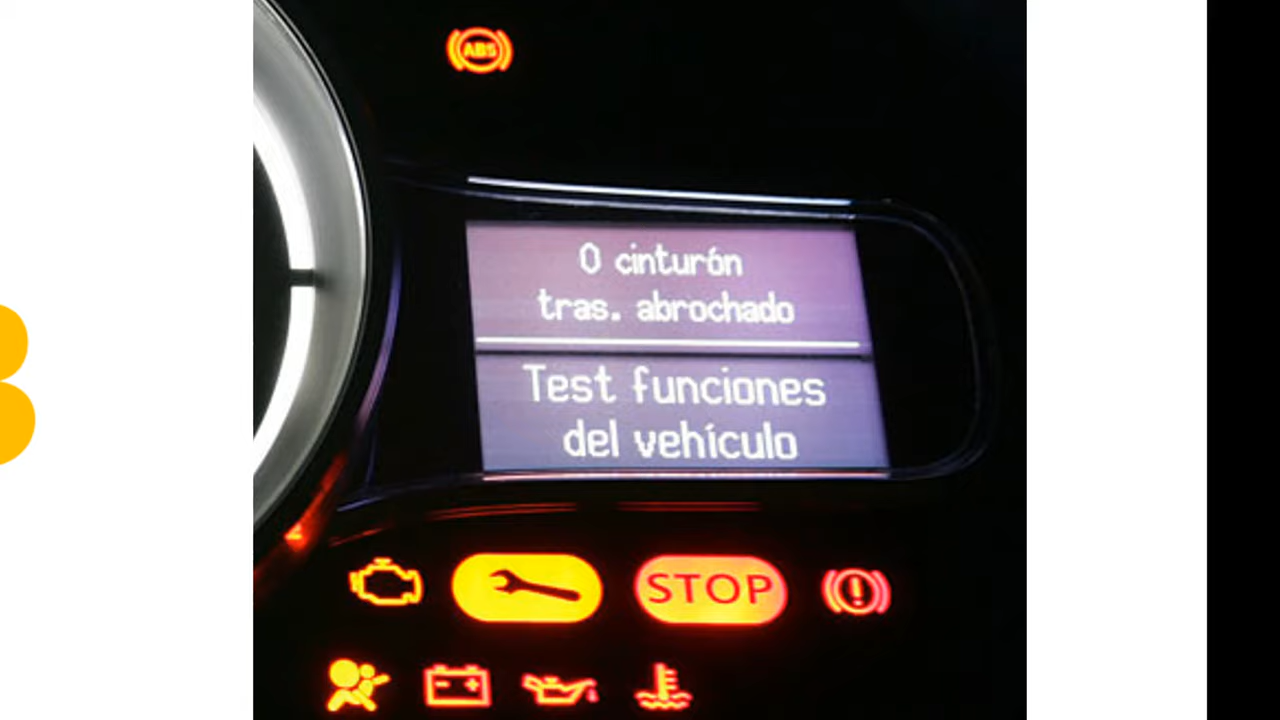 ABS
0 cinturón
tras. abrochado
Test funciones
del vehículo
STOP